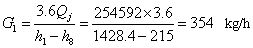 G₁ = 3.6Qⱼ / (h₁ − h₈) = 254592×3.6 / (1428.4−215) = 354 kg/h